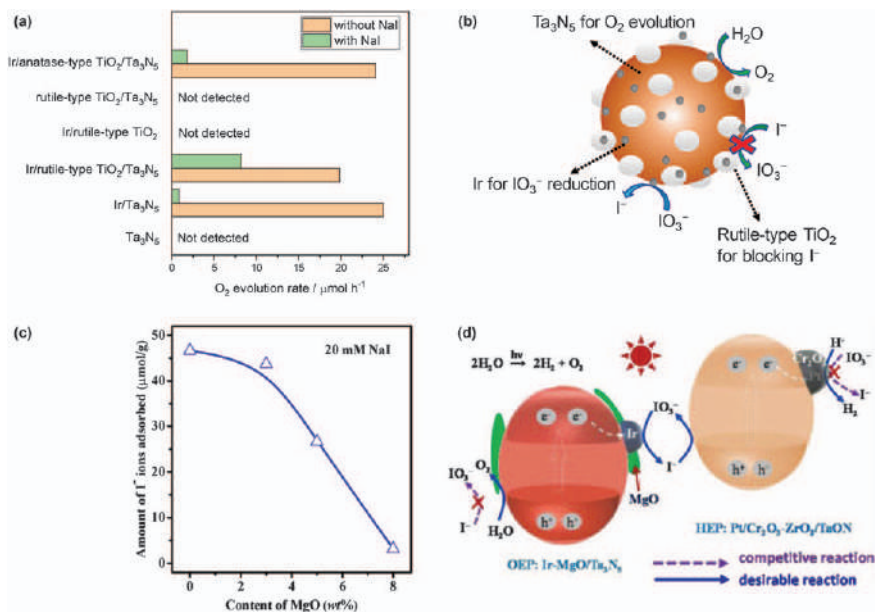 (a)
without NaI
with NaI
Ir/anatase-type TiO₂/Ta₃N₅
rutile-type TiO₂/Ta₃N₅
Not detected
Ir/rutile-type TiO₂
Not detected
Ir/rutile-type TiO₂/Ta₃N₅
Ir/Ta₃N₅
Ta₃N₅
Not detected
0 5 10 15 20 25 30
O₂ evolution rate / μmol h⁻¹
(b)
Ta₃N₅ for O₂ evolution
H₂O
O₂
I⁻
IO₃⁻
Ir for IO₃⁻ reduction
I⁻
IO₃⁻
Rutile-type TiO₂
for blocking I⁻
(c)
20 mM NaI
50
40
30
20
10
0
Amount of I⁻ ions adsorbed (μmol/g)
0 2 4 6 8
Content of MgO (wt%)
(d)
2H₂O hν 2H₂ + O₂
H⁺
IO₃⁻
I⁻
H₂
e⁻ e⁻
Ir
IO₃⁻
I⁻
MgO
e⁻ e⁻
h⁺ h⁻
IO₃⁻
O₂
I⁻
H₂O
h⁺ h⁺
HEP: Pt/Cr₂O₃-ZrO₂/TaON
OEP: Ir-MgO/Ta₃N₅
competitive reaction
desirable reaction